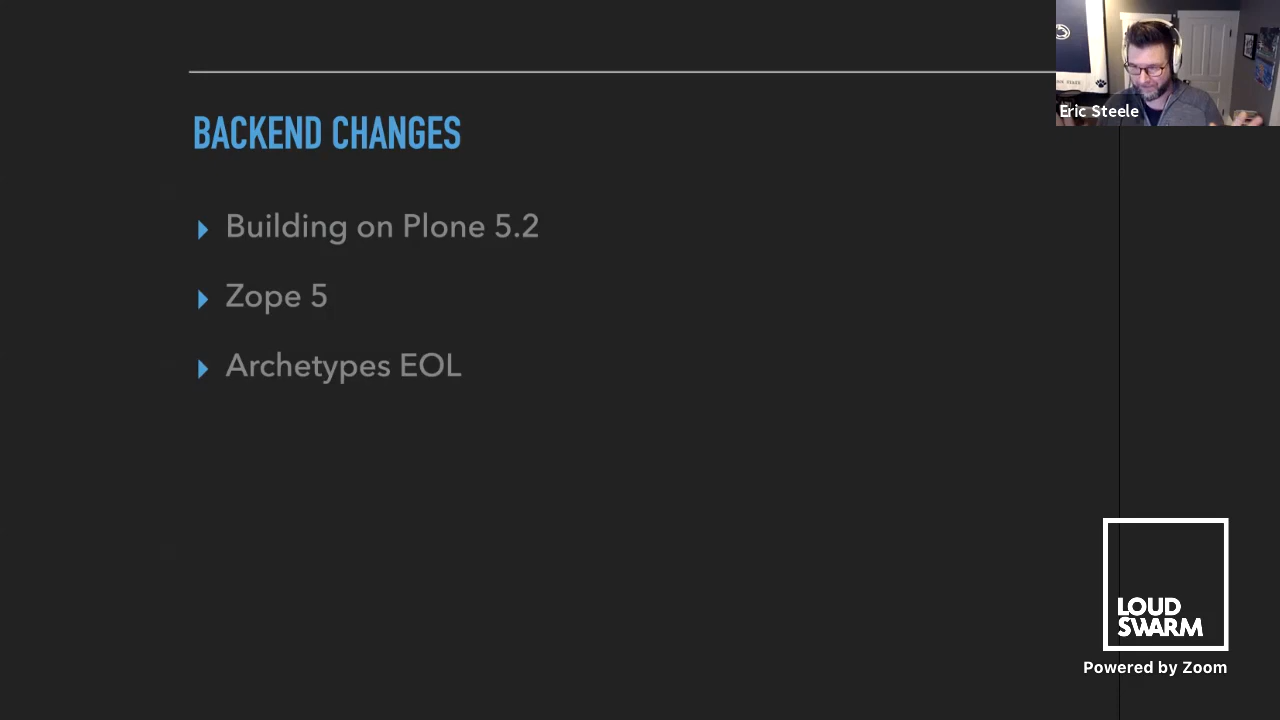 Eric Steele
BACKEND CHANGES
Building on Plone 5.2
Zope 5
Archetypes EOL
LOUD
SWARM
Powered by Zoom